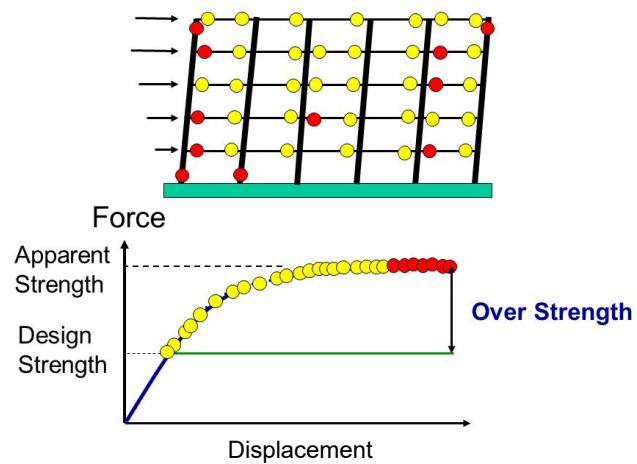 Force
Apparent
Strength
Over Strength
Design
Strength
Displacement